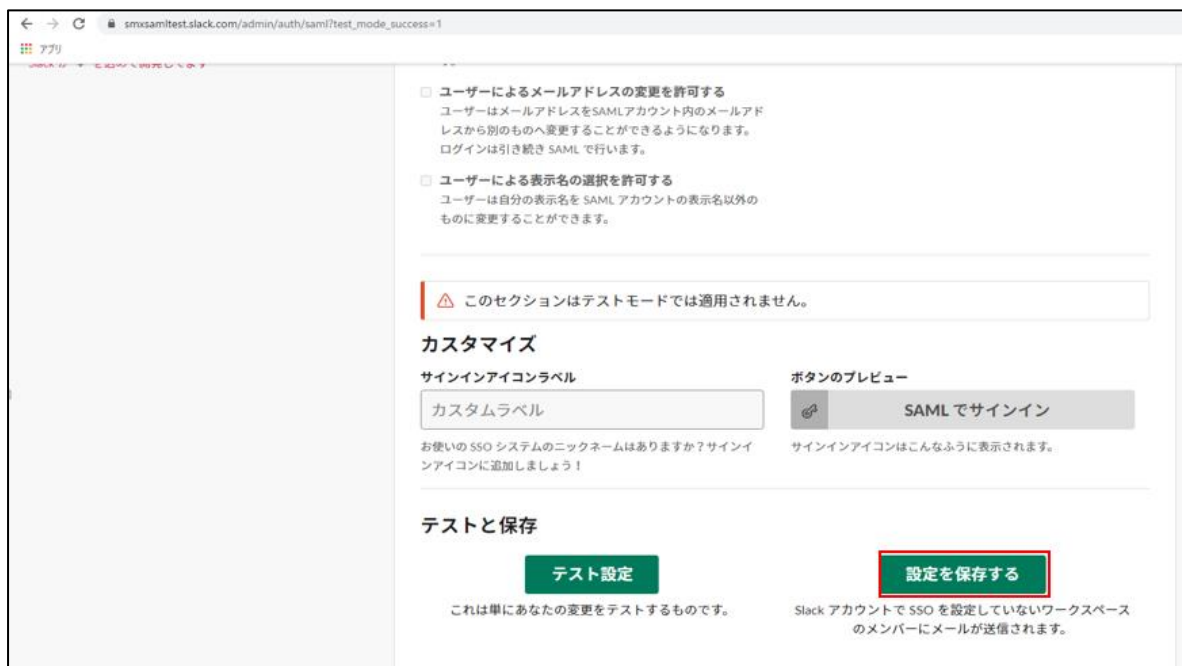 smxsamltest.slack.com/admin/auth/saml?test_mode_success=1
アプリ
ユーザーによるメールアドレスの変更を許可する
ユーザーはメールアドレスをSAMLアカウント内のメールアド
レスから別のものへ変更することができるようになります。
ログインは引き続き SAML で行います。
ユーザーによる表示名の選択を許可する
ユーザーは自分の表示名を SAML アカウントの表示名以外の
ものに変更することができます。
このセクションはテストモードでは適用されません。
カスタマイズ
サインインアイコンラベル
カスタムラベル
お使いの SSO システムのニックネームはありますか？サインイ
ンアイコンに追加しましょう！
ボタンのプレビュー
SAML でサインイン
サインインアイコンはこんなふうに表示されます。
テストと保存
テスト設定
これは単にあなたの変更をテストするものです。
設定を保存する
Slack アカウントで SSO を設定していないワークスペース
のメンバーにメールが送信されます。